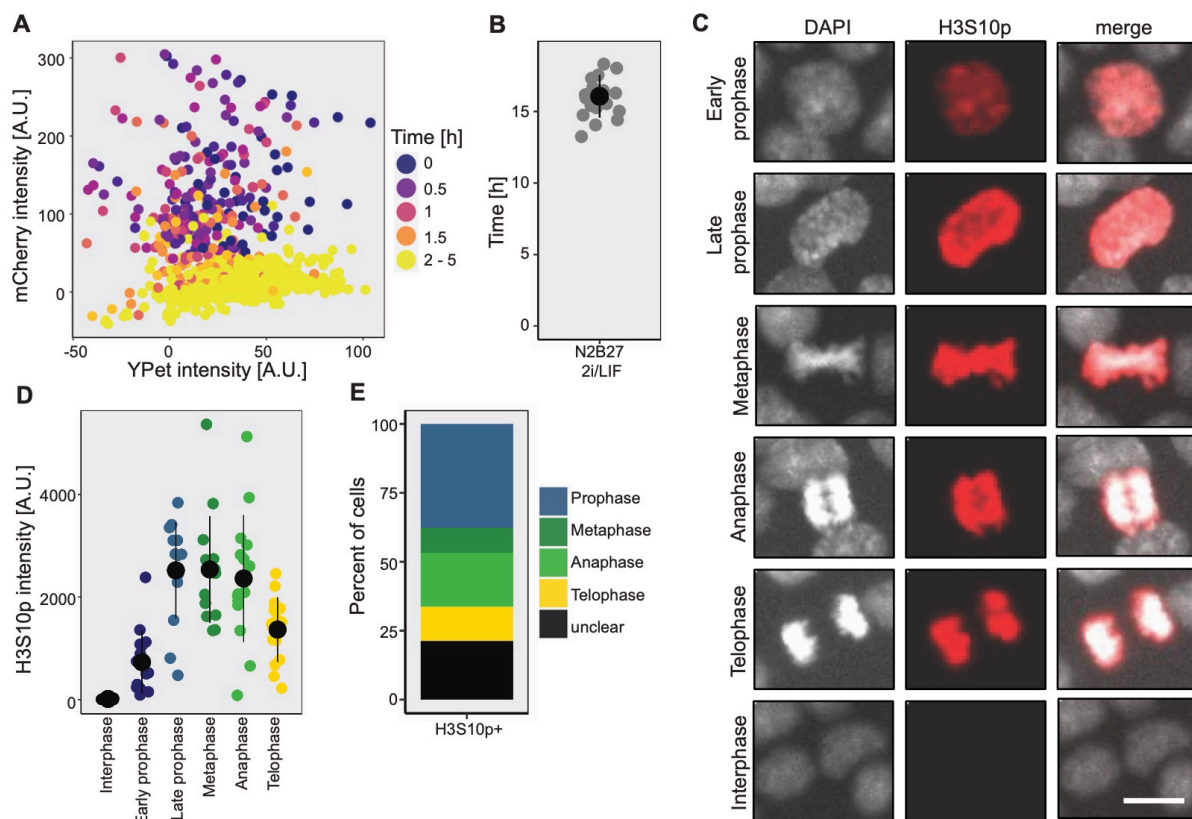 A
mCherry intensity [A.U.]
300
200
100
0
-50
0
50
100
YPet intensity [A.U.]
Time [h]
0
0.5
1
1.5
2 - 5
B
Time [h]
15
10
5
0
N2B27
2i/LIF
C
DAPI
H3S10p
merge
Early
prophase
Late
prophase
Metaphase
Anaphase
Telophase
Interphase
D
H3S10p intensity [A.U.]
4000
2000
0
Interphase
Early prophase
Late prophase
Metaphase
Anaphase
Telophase
E
Percent of cells
100
75
50
25
0
H3S10p+
Prophase
Metaphase
Anaphase
Telophase
unclear